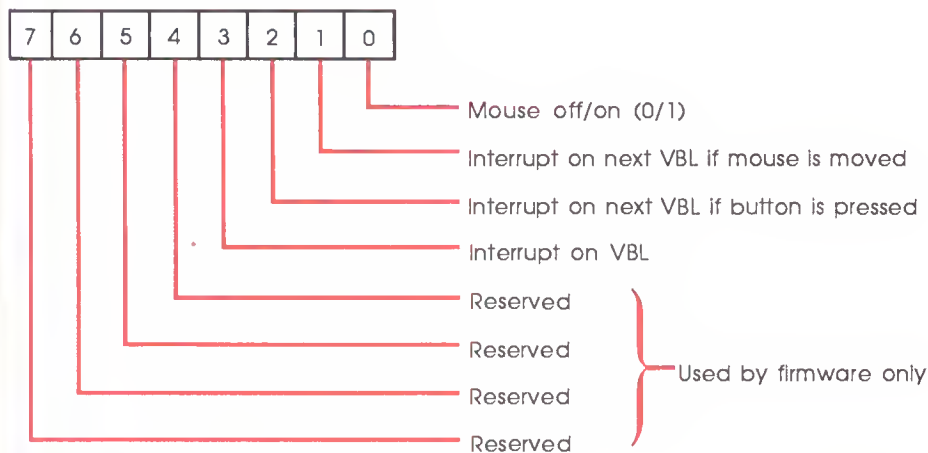 7 6 5 4 3 2 1 0
Mouse off/on (0/1)
Interrupt on next VBL if mouse is moved
Interrupt on next VBL if button is pressed
Interrupt on VBL
Reserved
Reserved
Used by firmware only
Reserved
Reserved